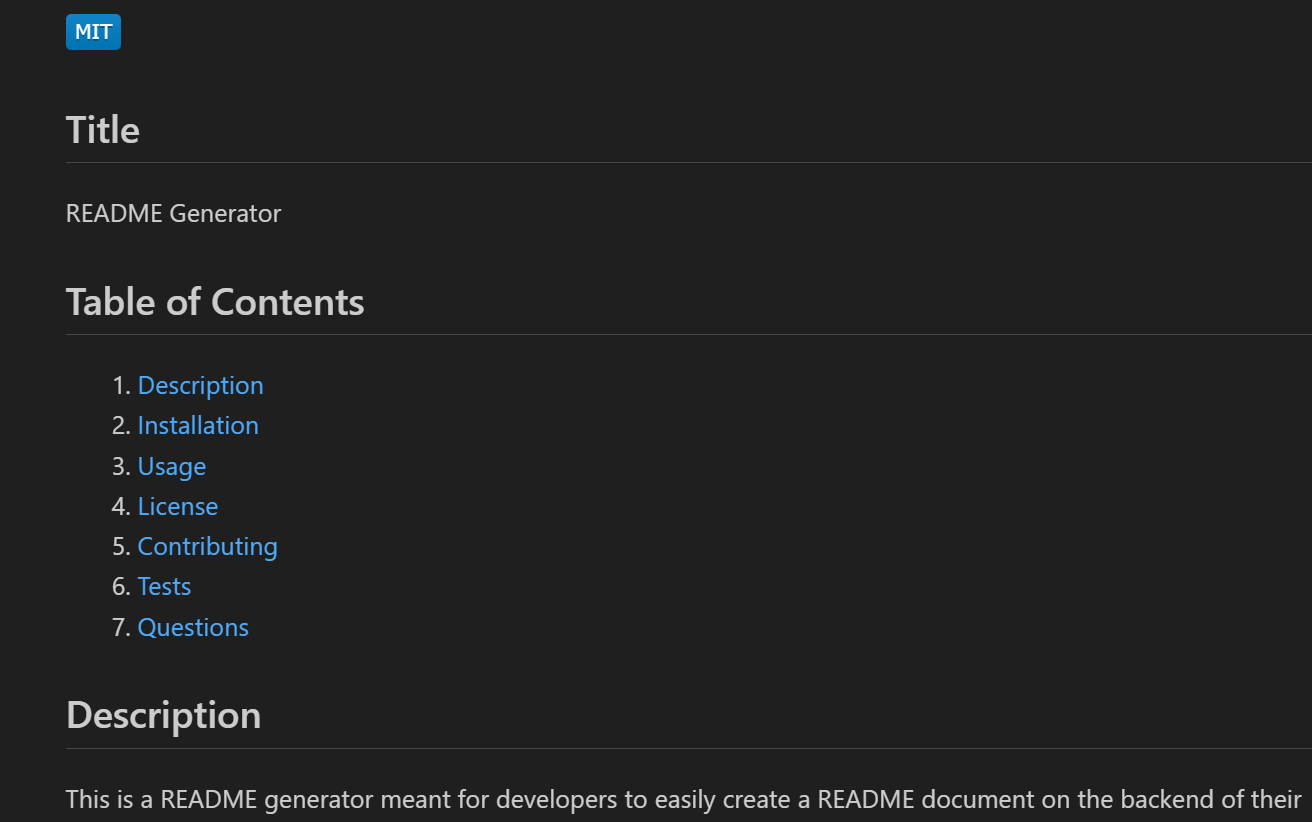 MIT
Title
README Generator
Table of Contents
1. Description
2. Installation
3. Usage
4. License
5. Contributing
6. Tests
7. Questions
Description
This is a README generator meant for developers to easily create a README document on the backend of their